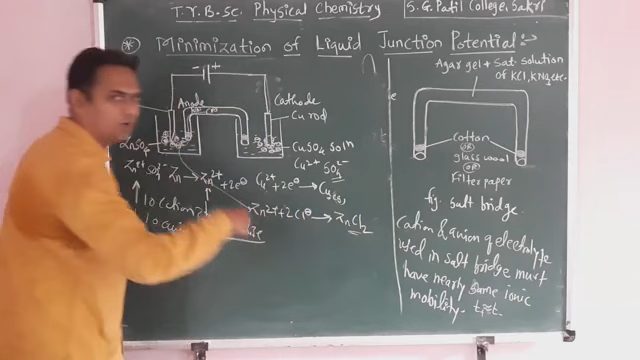 T.Y.B.SC. Physical Chemistry
S. G. Patil College, Sakri
* Minimization of Liquid Junction Potential :-
- +
Anode
Cathode
Cu rod
ZnSO4
CuSO4 soln
Zn2+ SO4 2-
Cu2+ SO4 2-
Zn → Zn2+ + 2e⊖
Cu2+ + 2e⊖ → Cu(s)
10 Cation
Zn2+ + 2Cl⊖ → ZnCl2
Agar gel + sat. solution
of KCl, KNO3 etc.
Cotton
OR
glass wool
OR
Filter paper
fig. salt bridge.
Cation & anion of electrolyte
used in salt bridge must
have nearly same ionic
mobility.